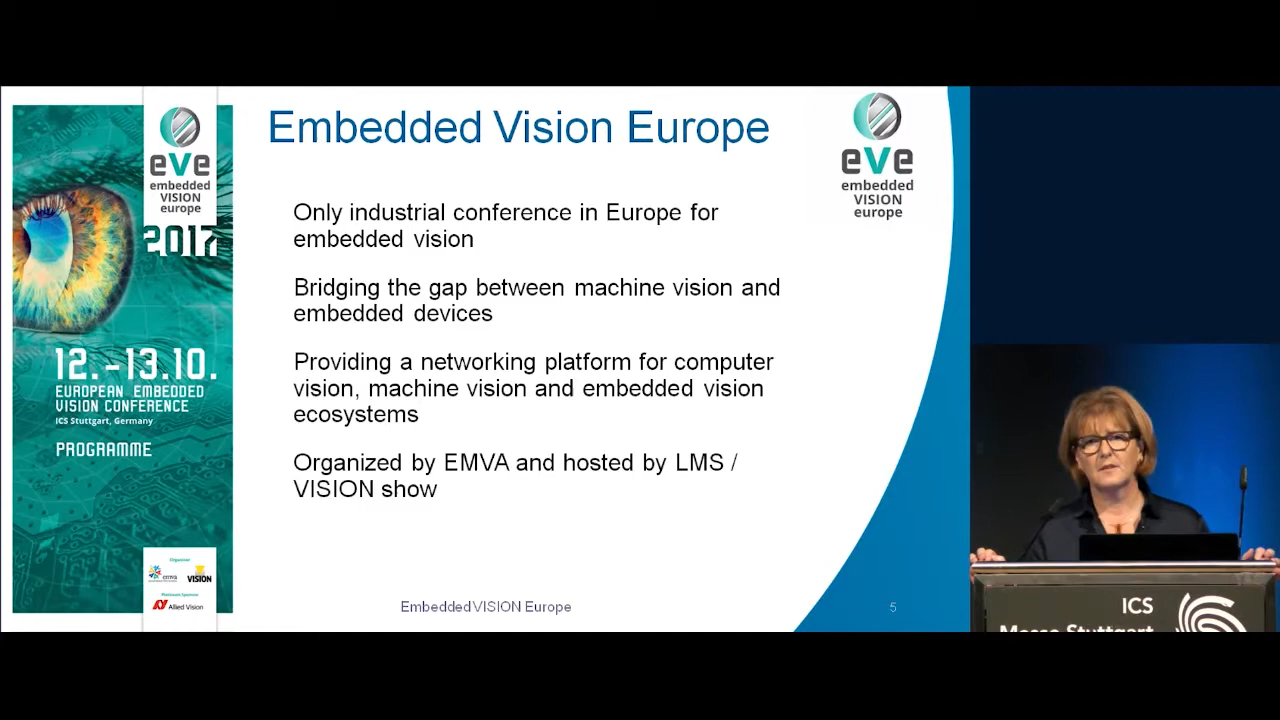 eve
embedded
VISION
europe
2017
12.-13.10.
EUROPEAN EMBEDDED
VISION CONFERENCE
ICS Stuttgart, Germany
PROGRAMME
Organizer
emva
VISION
Platinum Sponsor
Allied Vision
Embedded Vision Europe
Only industrial conference in Europe for
embedded vision
Bridging the gap between machine vision and
embedded devices
Providing a networking platform for computer
vision, machine vision and embedded vision
ecosystems
Organized by EMVA and hosted by LMS /
VISION show
EmbeddedVISION Europe
5
eve
embedded
VISION
europe
ICS
Messe Stuttgart